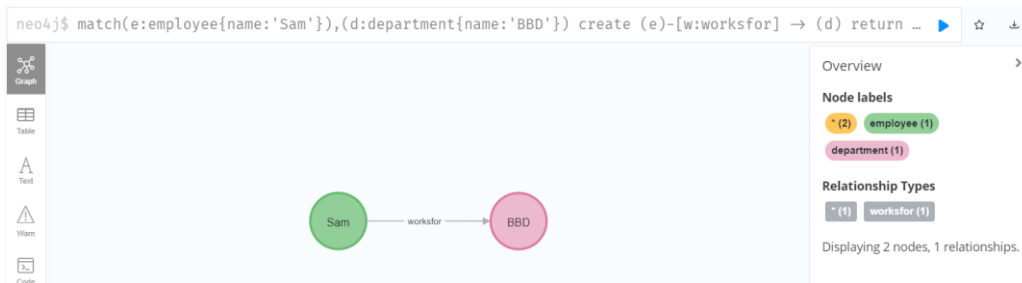 neo4j$ match(e:employee{name:'Sam'}),(d:department{name:'BBD'}) create (e)-[w:worksfor] → (d) return …
Graph
Table
Text
Warn
Code
Sam
worksfor
BBD
Overview
Node labels
* (2) employee (1)
department (1)
Relationship Types
* (1) worksfor (1)
Displaying 2 nodes, 1 relationships.